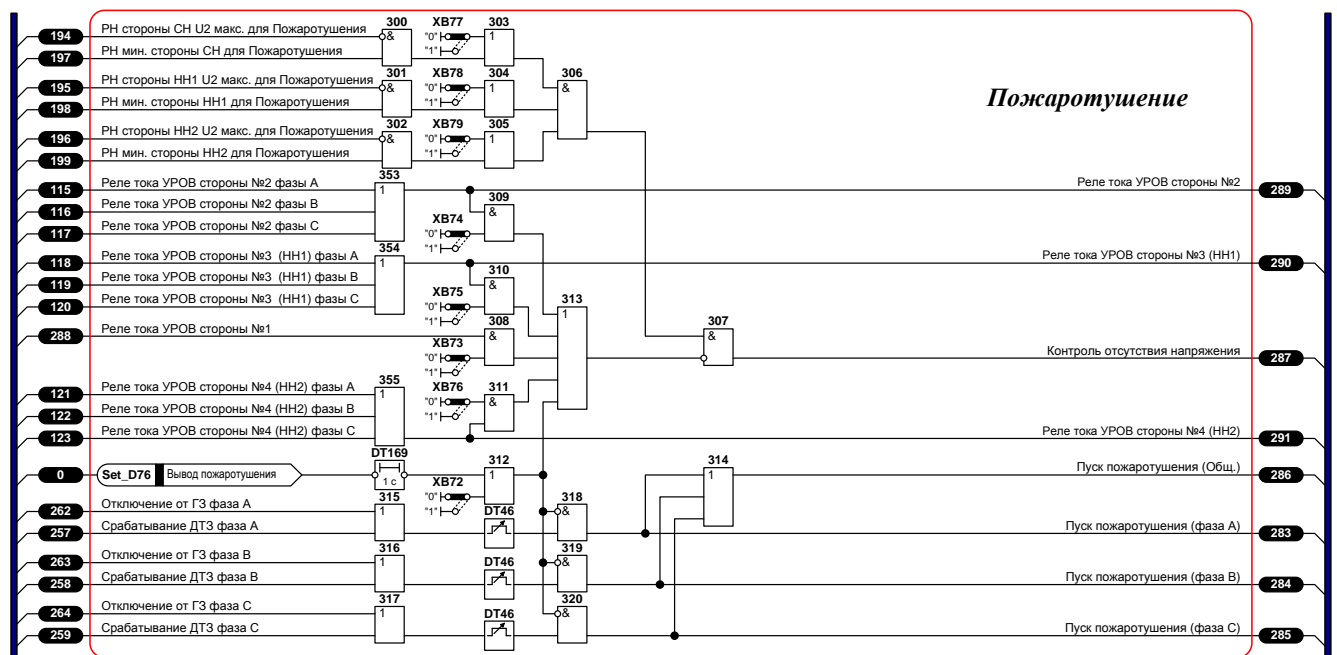 Пожаротушение
194 РН стороны СН U2 макс. для Пожаротушения 300 & XB77 "0" "1" 303 1
197 РН мин. стороны СН для Пожаротушения
195 РН стороны НН1 U2 макс. для Пожаротушения 301 & XB78 "0" "1" 304 1 306 &
198 РН мин. стороны НН1 для Пожаротушения
196 РН стороны НН2 U2 макс. для Пожаротушения 302 & XB79 "0" "1" 305 1
199 РН мин. стороны НН2 для Пожаротушения
115 Реле тока УРОВ стороны №2 фазы А 353 1 Реле тока УРОВ стороны №2 289
116 Реле тока УРОВ стороны №2 фазы В 309 &
117 Реле тока УРОВ стороны №2 фазы С XB74 "0" "1"
118 Реле тока УРОВ стороны №3 (НН1) фазы А 354 1 Реле тока УРОВ стороны №3 (НН1) 290
119 Реле тока УРОВ стороны №3 (НН1) фазы В 310 &
120 Реле тока УРОВ стороны №3 (НН1) фазы С XB75 "0" "1" 313 1
288 Реле тока УРОВ стороны №1 308 & 307 &
XB73 "0" "1" Контроль отсутствия напряжения 287
121 Реле тока УРОВ стороны №4 (НН2) фазы А 355 1 XB76 "0" "1" 311 &
122 Реле тока УРОВ стороны №4 (НН2) фазы В
123 Реле тока УРОВ стороны №4 (НН2) фазы С Реле тока УРОВ стороны №4 (НН2) 291
0 Set_D76 Вывод пожаротушения DT169 1 с 312 1 314 1 Пуск пожаротушения (Общ.) 286
XB72 "0" "1"
262 Отключение от ГЗ фаза А 315 1 DT46 318 &
257 Срабатывание ДТЗ фаза А Пуск пожаротушения (фаза А) 283
263 Отключение от ГЗ фаза В 316 1 DT46 319 &
258 Срабатывание ДТЗ фаза В Пуск пожаротушения (фаза В) 284
264 Отключение от ГЗ фаза С 317 1 DT46 320 &
259 Срабатывание ДТЗ фаза С Пуск пожаротушения (фаза С) 285